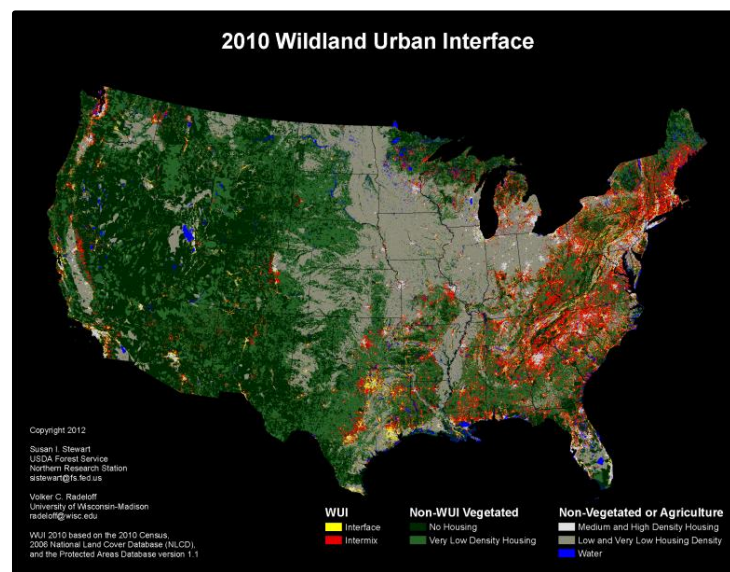 2010 Wildland Urban Interface
Copyright 2012
Susan I. Stewart
USDA Forest Service
Northern Research Station
sistewart@fs.fed.us
Volker C. Radeloff
University of Wisconsin-Madison
radeloff@wisc.edu
WUI 2010 based on the 2010 Census,
2006 National Land Cover Database (NLCD),
and the Protected Areas Database version 1.1
WUI
Interface
Intermix
Non-WUI Vegetated
No Housing
Very Low Density Housing
Non-Vegetated or Agriculture
Medium and High Density Housing
Low and Very Low Housing Density
Water